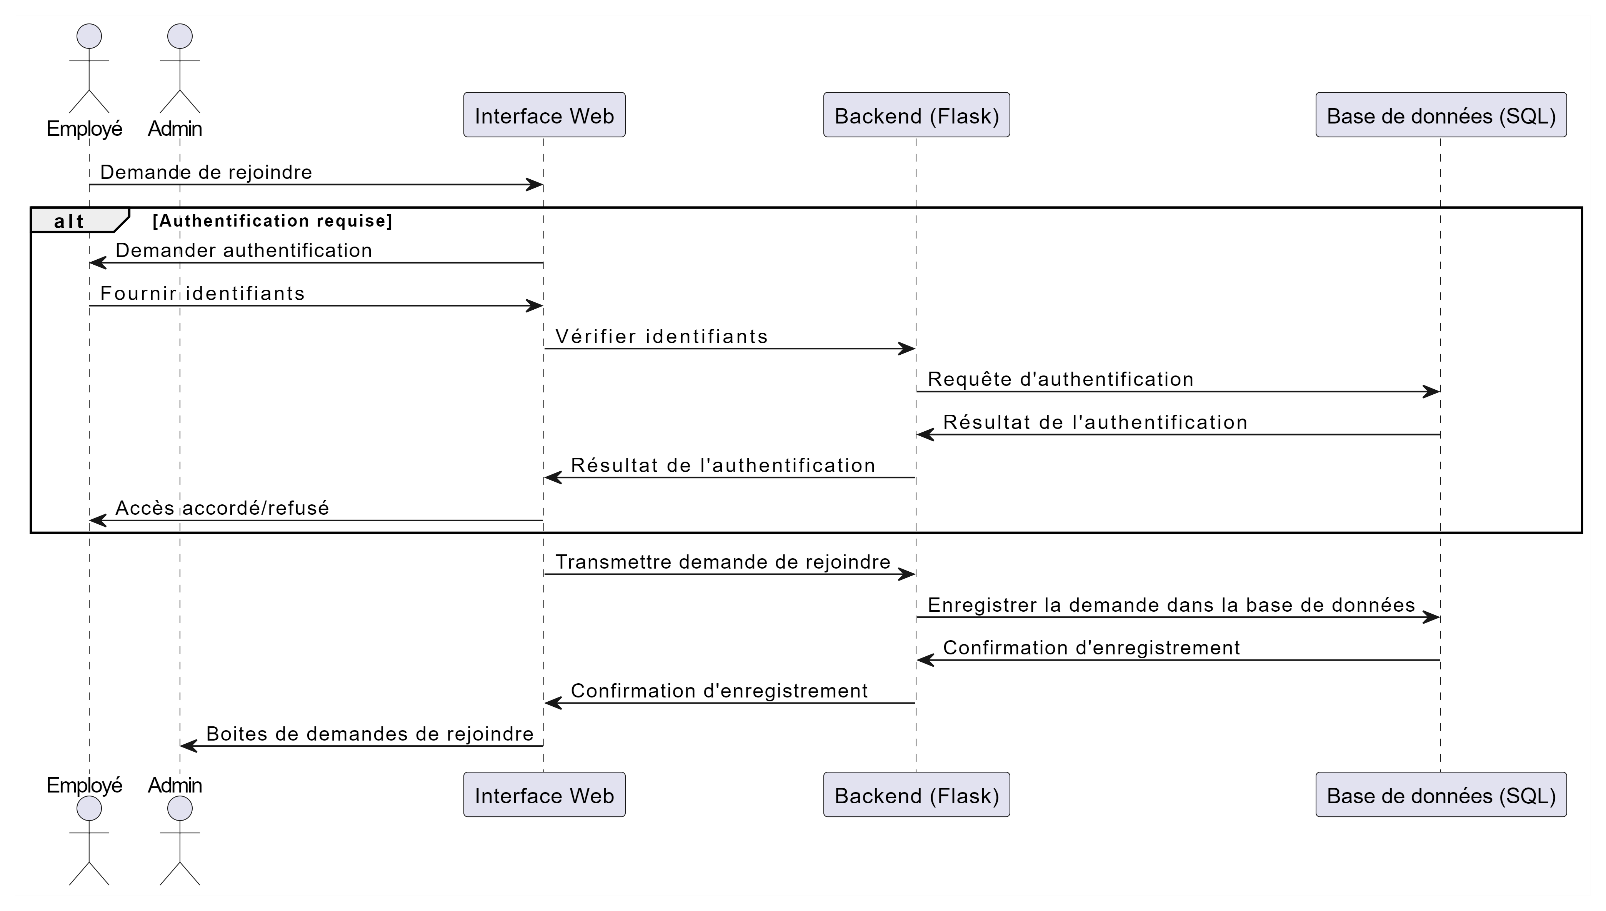 Employé
Admin
Interface Web
Backend (Flask)
Base de données (SQL)
Demande de rejoindre
alt
[Authentification requise]
Demander authentification
Fournir identifiants
Vérifier identifiants
Requête d'authentification
Résultat de l'authentification
Résultat de l'authentification
Accès accordé/refusé
Transmettre demande de rejoindre
Enregistrer la demande dans la base de données
Confirmation d'enregistrement
Confirmation d'enregistrement
Boites de demandes de rejoindre
Employé
Admin
Interface Web
Backend (Flask)
Base de données (SQL)